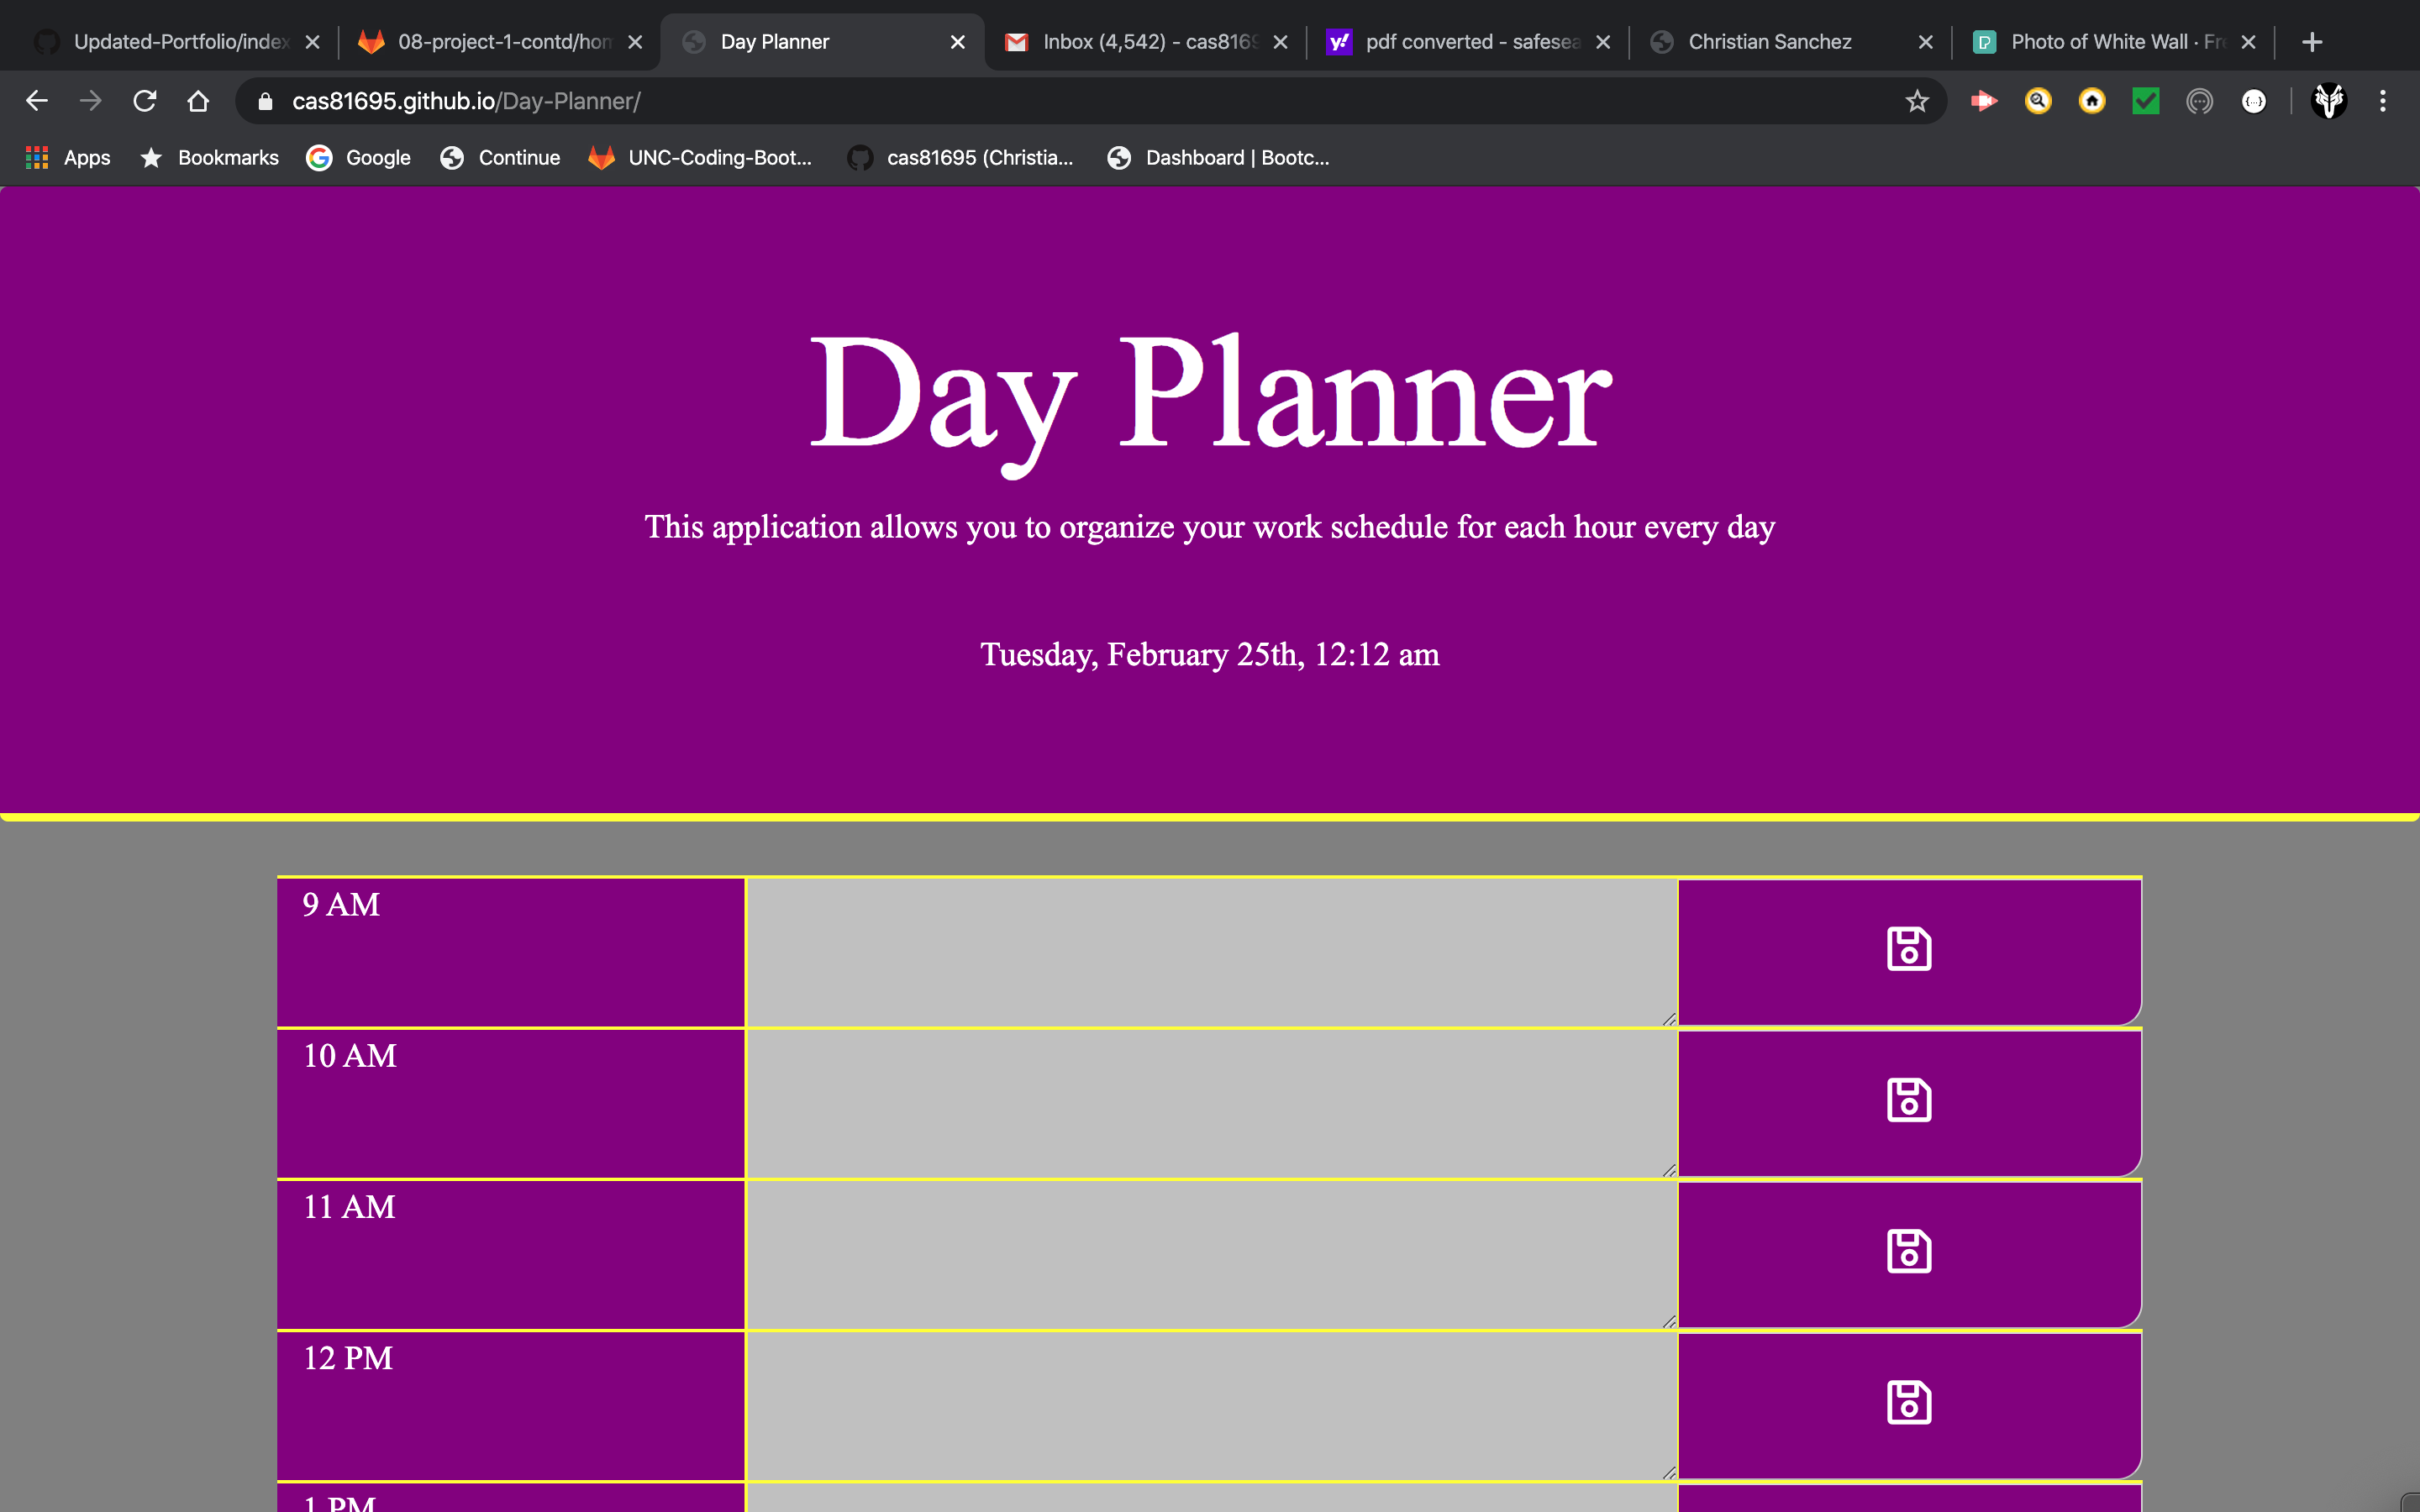 Updated-Portfolio/index
08-project-1-contd/hom
Day Planner
Inbox (4,542) - cas8169
pdf converted - safesea
Christian Sanchez
Photo of White Wall · Fre
cas81695.github.io/Day-Planner/
Apps
Bookmarks
Google
Continue
UNC-Coding-Boot...
cas81695 (Christia...
Dashboard | Bootc...
Day Planner
This application allows you to organize your work schedule for each hour every day
Tuesday, February 25th, 12:12 am
9 AM
10 AM
11 AM
12 PM
1 PM